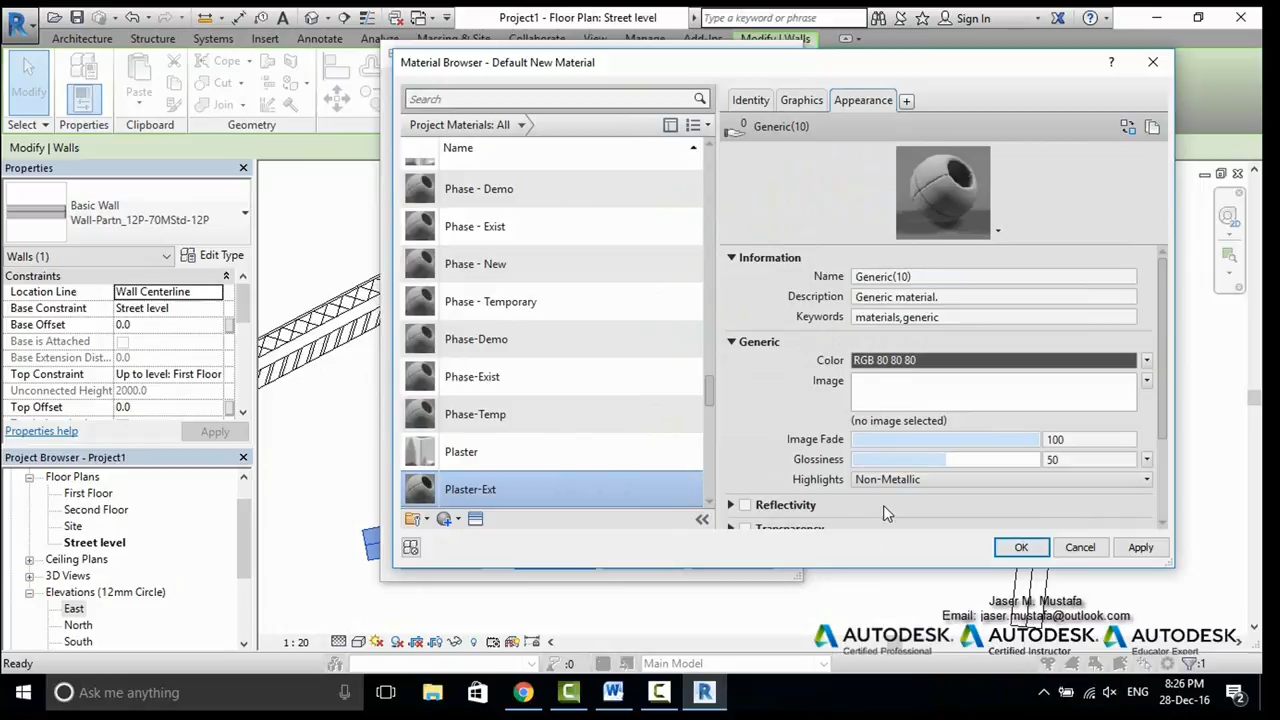 Project1 - Floor Plan: Street level
Type a keyword or phrase
Sign In
Architecture
Structure
Systems
Insert
Annotate
Modify | Walls
Modify
Cope
Cut
Join
Paste
Select
Properties
Clipboard
Geometry
Modify | Walls
Properties
Basic Wall
Wall-Partn_12P-70MStd-12P
Walls (1)
Edit Type
Constraints
Location Line Wall Centerline
Base Constraint Street level
Base Offset 0.0
Base is Attached
Base Extension Dist...
Top Constraint Up to level: First Floor
Unconnected Height 2000.0
Top Offset 0.0
Properties help
Apply
Project Browser - Project1
Floor Plans
First Floor
Second Floor
Site
Street level
Ceiling Plans
3D Views
Elevations (12mm Circle)
East
North
South
Material Browser - Default New Material
Search
Project Materials: All
Name
Phase - Demo
Phase - Exist
Phase - New
Phase - Temporary
Phase-Demo
Phase-Exist
Phase-Temp
Plaster
Plaster-Ext
Identity
Graphics
Appearance
0
Generic(10)
Information
Name Generic(10)
Description Generic material.
Keywords materials,generic
Generic
Color RGB 80 80 80
Image
(no image selected)
Image Fade 100
Glossiness 50
Highlights Non-Metallic
Reflectivity
Transparency
OK
Cancel
Apply
Jaser M. Mustafa
Email: jaser.mustafa@outlook.com
AUTODESK.
Certified Professional
AUTODESK.
Certified Instructor
AUTODESK.
Educator Expert
1 : 20
Ready
:0
Main Model
:1
Ask me anything
ENG
8:26 PM
28-Dec-16
2